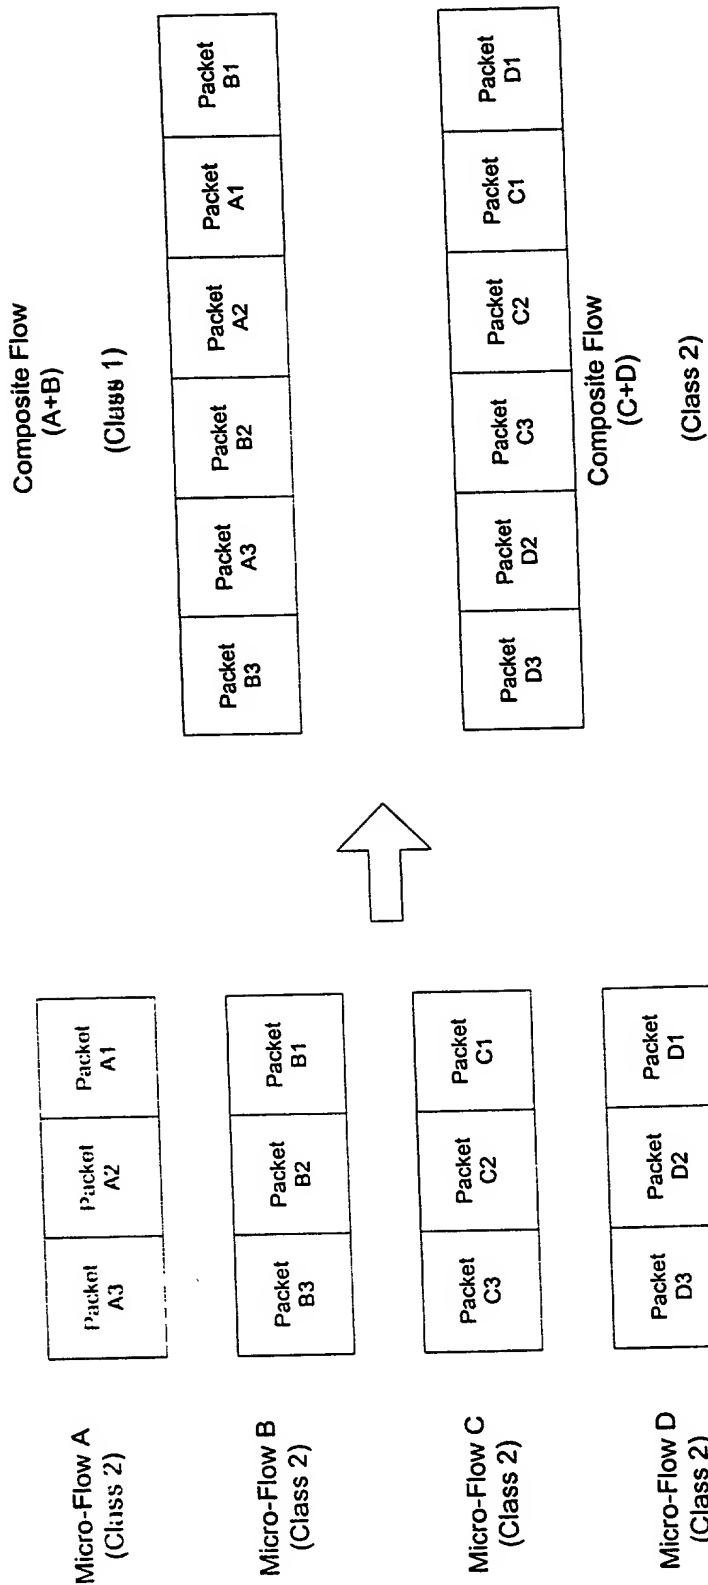 Micro-Flow A
(Class 2)
Packet
A3
Packet
A2
Packet
A1
Micro-Flow B
(Class 2)
Packet
B3
Packet
B2
Packet
B1
Micro-Flow C
(Class 2)
Packet
C3
Packet
C2
Packet
C1
Micro-Flow D
(Class 2)
Packet
D3
Packet
D2
Packet
D1
Composite Flow
(A+B)
(Class 1)
Packet
B3
Packet
A3
Packet
B2
Packet
A2
Packet
A1
Packet
B1
Packet
D3
Packet
D2
Packet
C3
Packet
C2
Packet
C1
Packet
D1
Composite Flow
(C+D)
(Class 2)